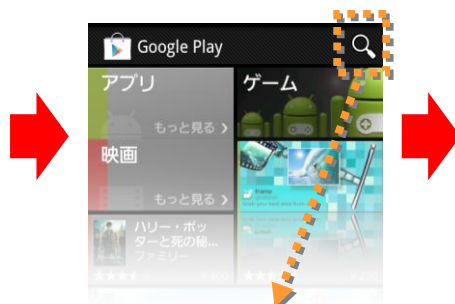 Google Play
アプリ
ゲーム
もっと見る
映画
もっと見る
ハリー・ポッ
ターと死の秘...
ファミリー